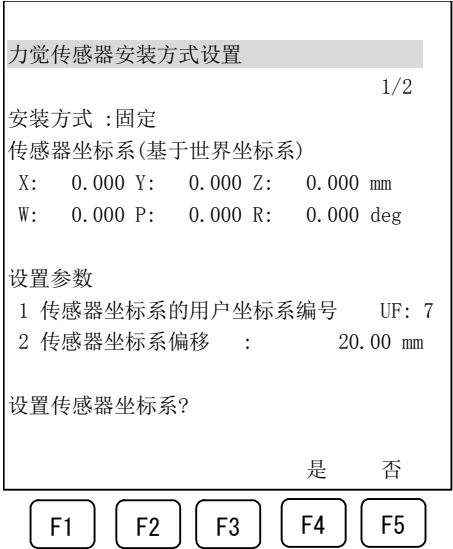 力觉传感器安装方式设置
1/2
安装方式 :固定
传感器坐标系(基于世界坐标系)
X: 0.000 Y: 0.000 Z: 0.000 mm
W: 0.000 P: 0.000 R: 0.000 deg
设置参数
1 传感器坐标系的用户坐标系编号 UF: 7
2 传感器坐标系偏移 : 20.00 mm
设置传感器坐标系?
是 否
F1 F2 F3 F4 F5